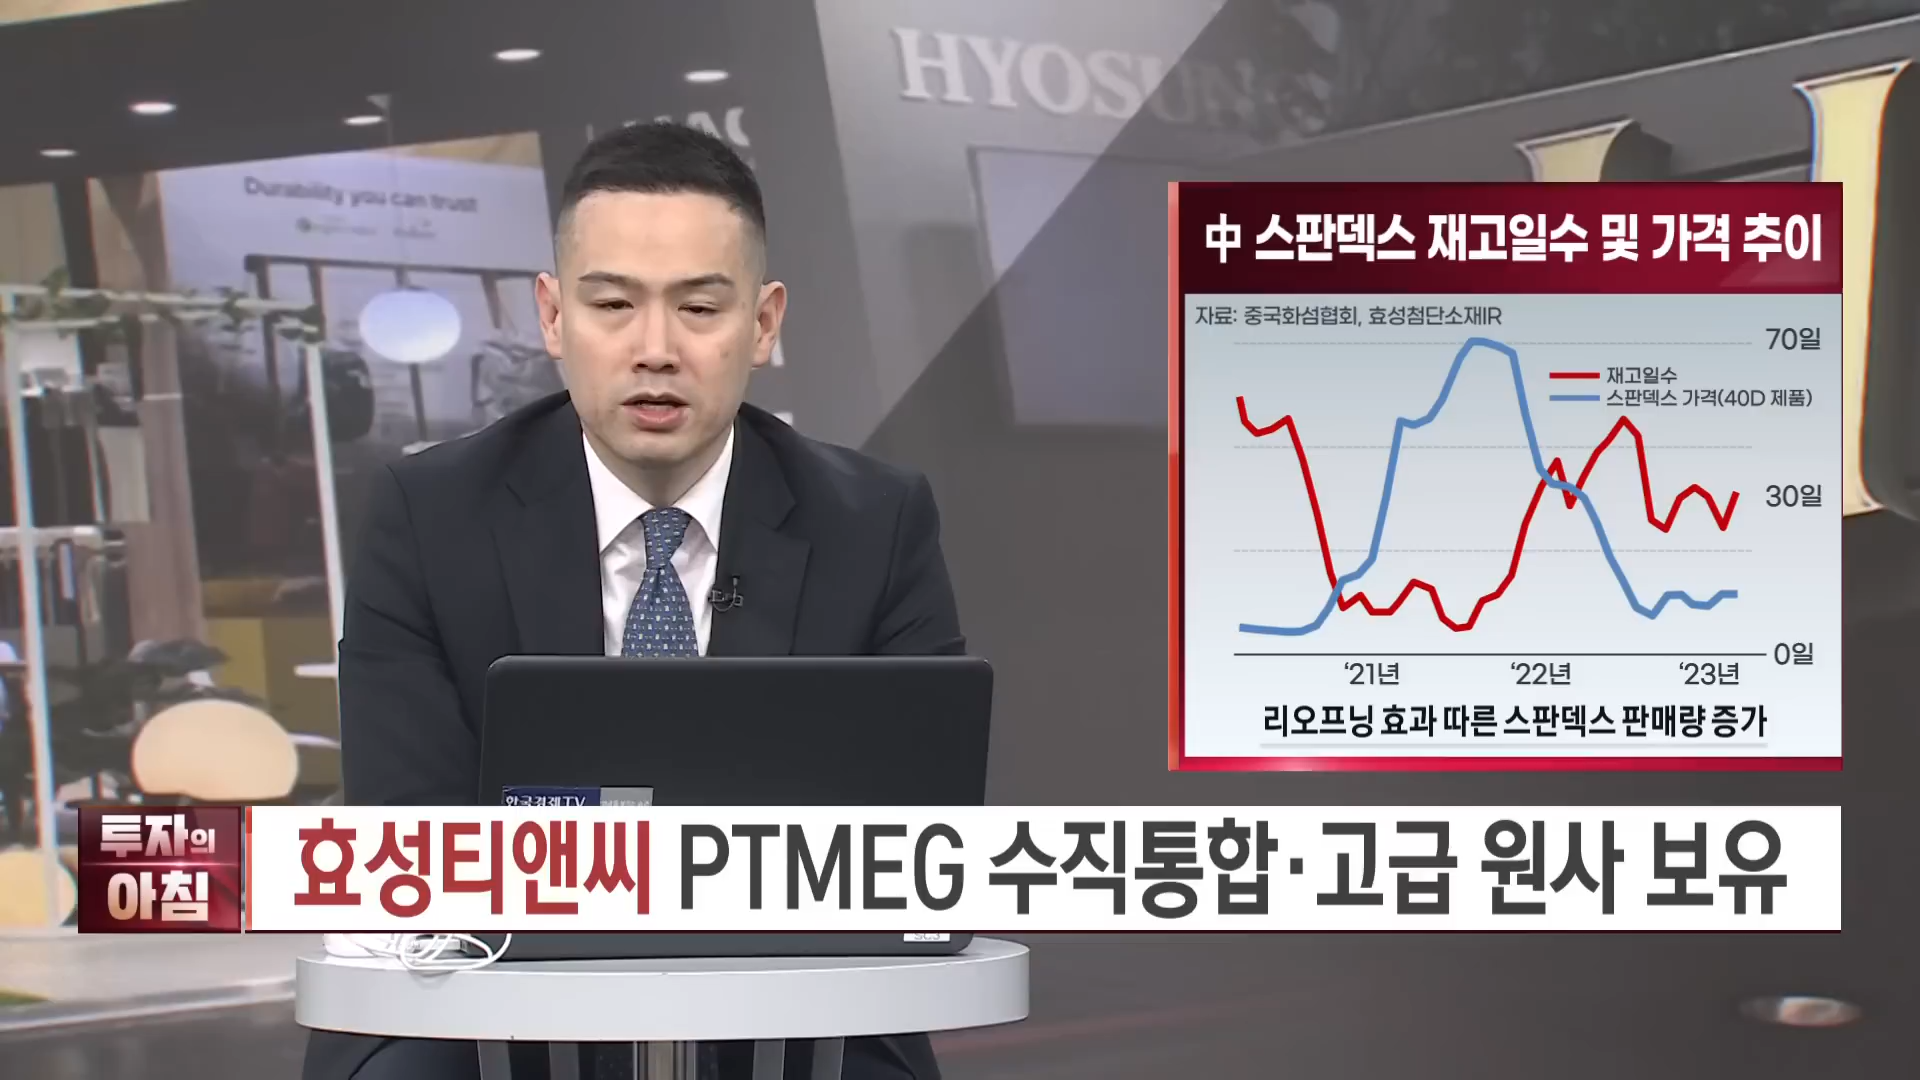 HYOSUN
Durability you can trust
中 스판덱스 재고일수 및 가격 추이
자료: 중국화섬협회, 효성첨단소재IR
70일
재고일수
스판덱스 가격(40D 제품)
30일
0일
‘21년 ‘22년 ‘23년
리오프닝 효과 따른 스판덱스 판매량 증가
한국경제TV
투자의
아침
효성티앤씨 PTMEG 수직통합·고급 원사 보유